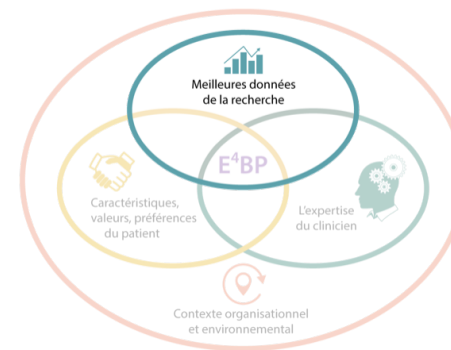 Meilleures données
de la recherche
E⁴BP
Caractéristiques,
valeurs, préférences
du patient
L'expertise
du clinicien
Contexte organisationnel
et environnemental